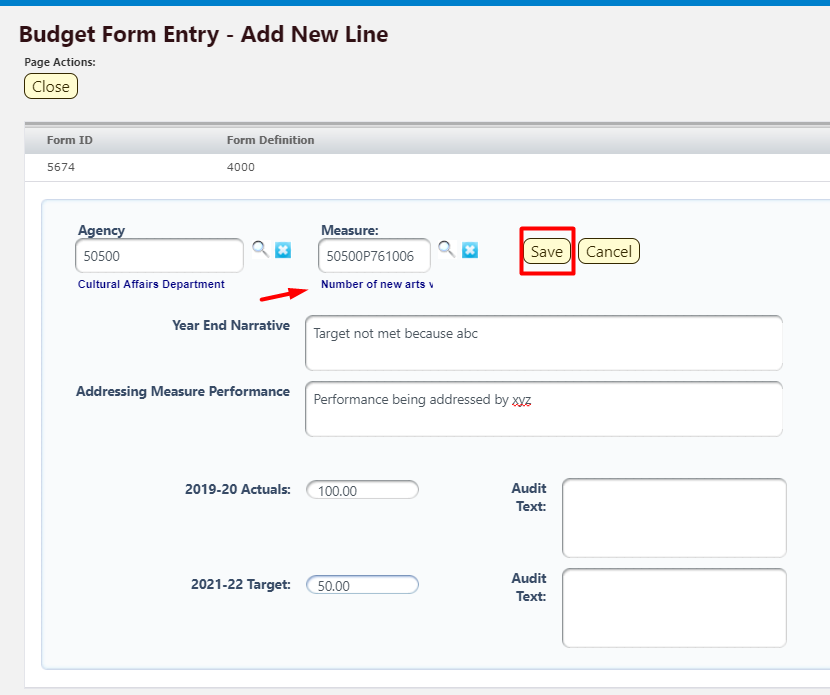 Budget Form Entry - Add New Line
Page Actions:
Close
Form ID Form Definition
5674 4000
Agency Measure:
50500 50500P761006 Save Cancel
Cultural Affairs Department Number of new arts v
Year End Narrative Target not met because abc
Addressing Measure Performance Performance being addressed by xyz
2019-20 Actuals: 100.00 Audit
Text:
2021-22 Target: 50.00 Audit
Text: